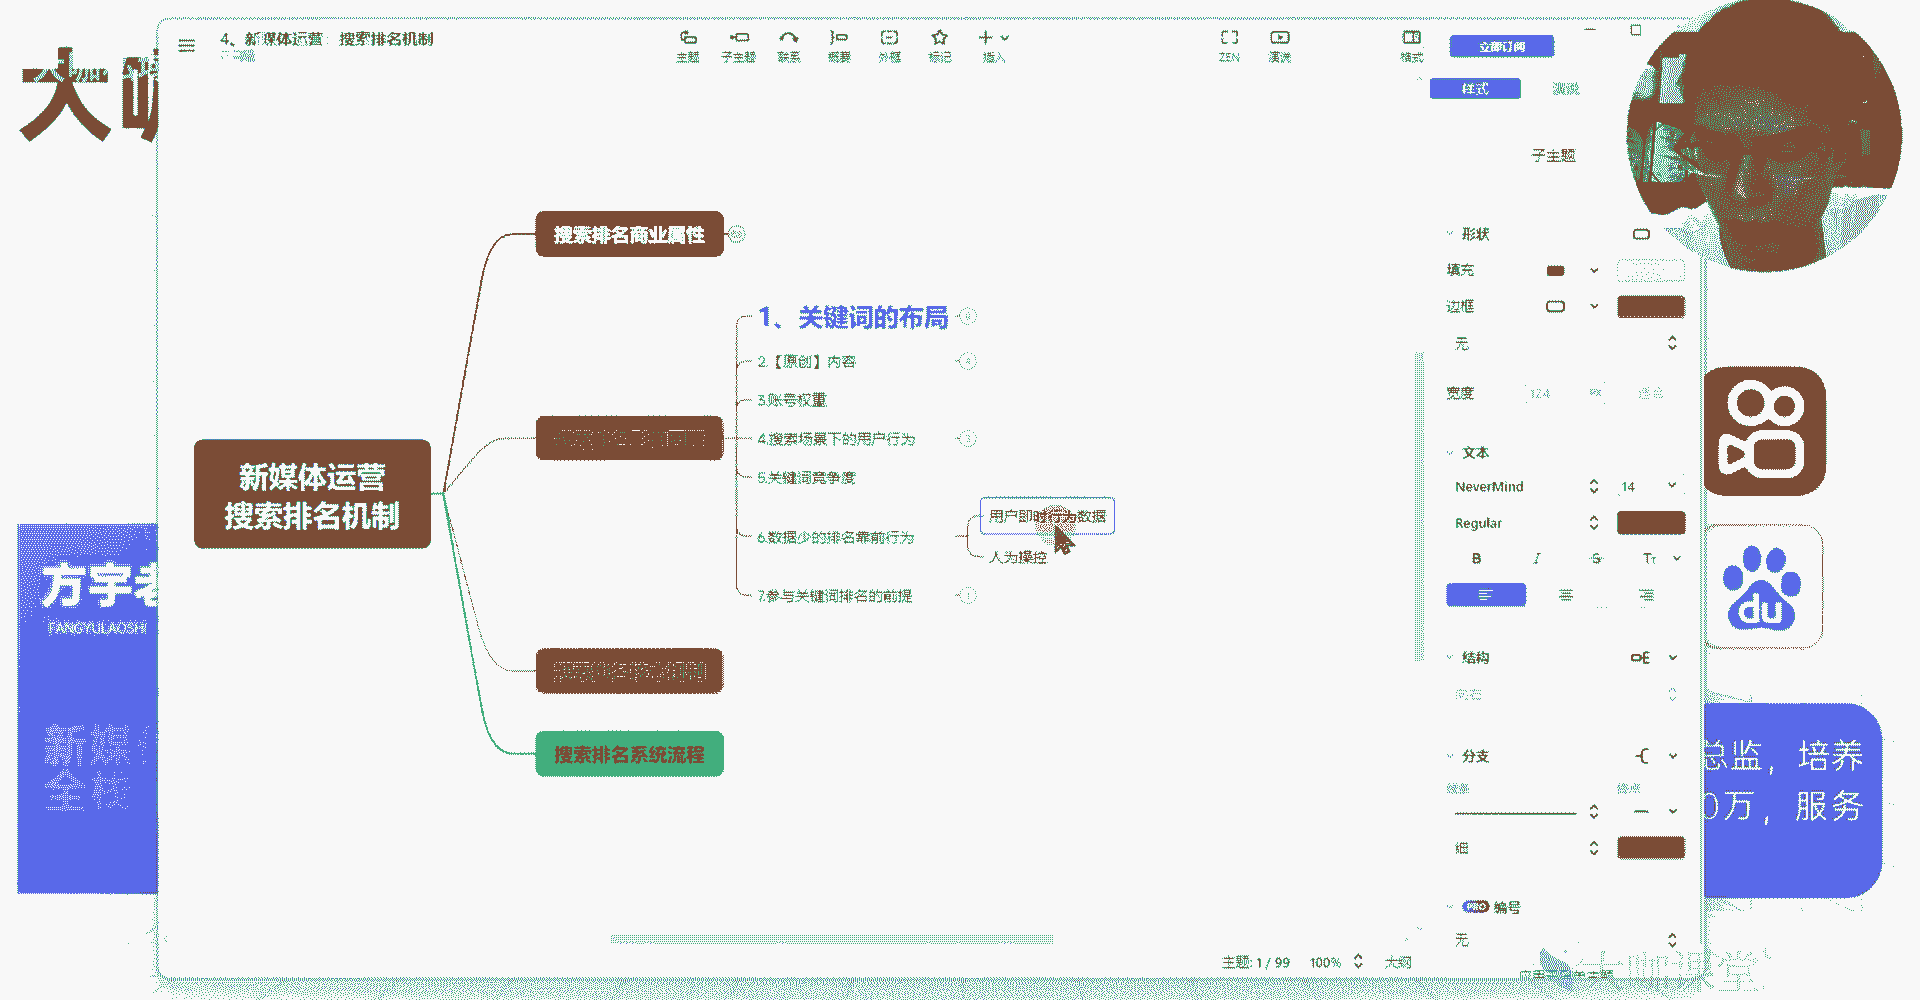 大
4、新媒体运营 搜索排名机制
主题
子主题
联系
概要
外框
标记
插入
ZEN
演说
格式
立即订阅
样式
演说
子主题
搜索排名商业属性
1、关键词的布局
2.【原创】内容
3.账号权重
4.搜索场景下的用户行为
5.关键词竞争度
6.数据少的排名靠前行为
用户即时行为数据
人为操控
7.参与关键词排名的前提
新媒体运营
搜索排名机制
搜索排名系统流程
形状
填充
边框
无
宽度
124
PX
文本
NeverMind
14
Regular
B I S Tт
结构
分支
细
PRO 编号
无
主题: 1 / 99 100% 大纲
方宇老
FANGYULAOSHI
新媒
全栈
du
总监，培养
0万，服务
大咖课堂